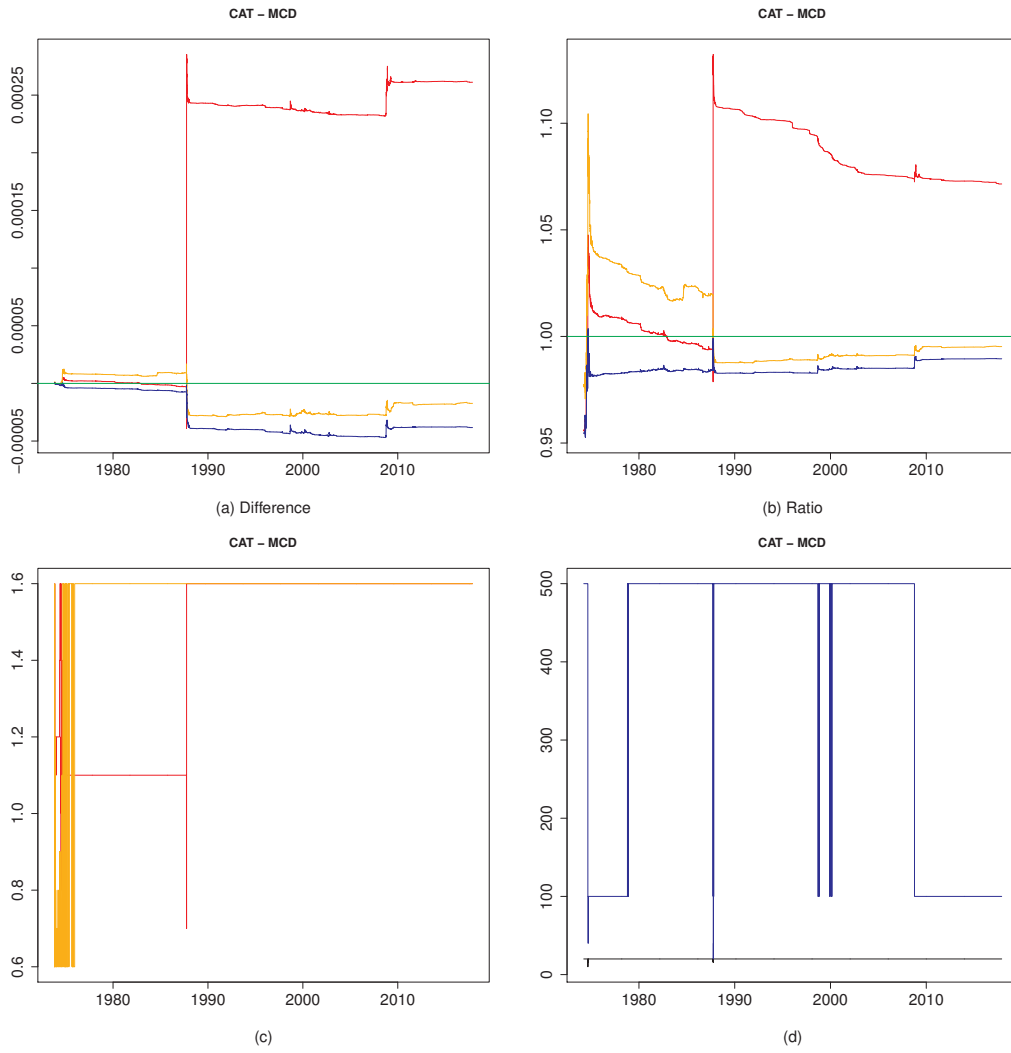 CAT − MCD
0.00025
0.00015
0.00005
−0.00005
1980 1990 2000 2010
(a) Difference
CAT − MCD
1.10
1.05
1.00
0.95
1980 1990 2000 2010
(b) Ratio
CAT − MCD
1.6
1.4
1.2
1.0
0.8
0.6
1980 1990 2000 2010
(c)
CAT − MCD
500
400
300
200
100
0
1980 1990 2000 2010
(d)